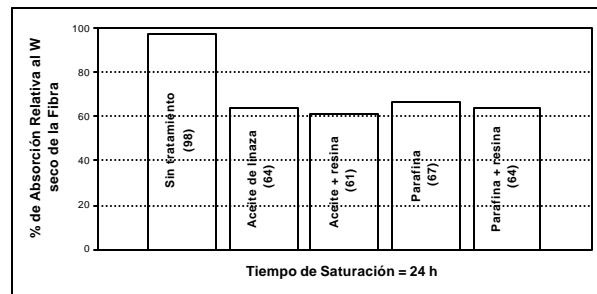 % de Absorción Relativa al W
seco de la Fibra
100
80
60
40
20
0
Sin tratamiento
(98)
Aceite de linaza
(64)
Aceite + resina
(61)
Parafina
(67)
Parafina + resina
(64)
Tiempo de Saturación = 24 h